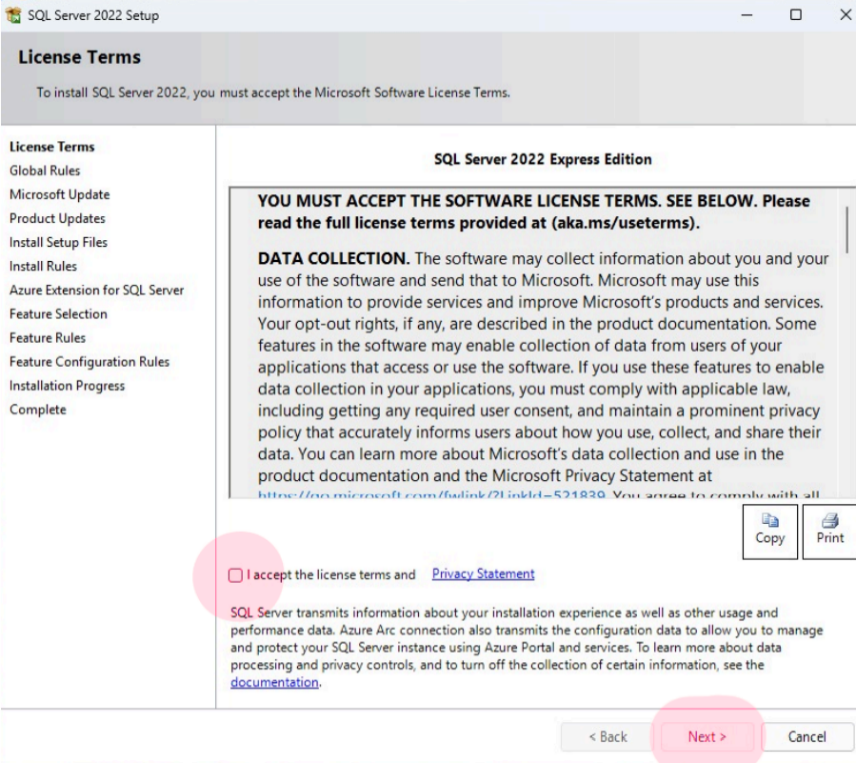 SQL Server 2022 Setup
License Terms
To install SQL Server 2022, you must accept the Microsoft Software License Terms.
License Terms
Global Rules
Microsoft Update
Product Updates
Install Setup Files
Install Rules
Azure Extension for SQL Server
Feature Selection
Feature Rules
Feature Configuration Rules
Installation Progress
Complete
SQL Server 2022 Express Edition
YOU MUST ACCEPT THE SOFTWARE LICENSE TERMS. SEE BELOW. Please
read the full license terms provided at (aka.ms/useterms).
DATA COLLECTION. The software may collect information about you and your
use of the software and send that to Microsoft. Microsoft may use this
information to provide services and improve Microsoft's products and services.
Your opt-out rights, if any, are described in the product documentation. Some
features in the software may enable collection of data from users of your
applications that access or use the software. If you use these features to enable
data collection in your applications, you must comply with applicable law,
including getting any required user consent, and maintain a prominent privacy
policy that accurately informs users about how you use, collect, and share their
data. You can learn more about Microsoft's data collection and use in the
product documentation and the Microsoft Privacy Statement at
https://go.microsoft.com/fwlink/?LinkId=521839. You agree to comply with all
Copy
Print
I accept the license terms and Privacy Statement
SQL Server transmits information about your installation experience as well as other usage and
performance data. Azure Arc connection also transmits the configuration data to allow you to manage
and protect your SQL Server instance using Azure Portal and services. To learn more about data
processing and privacy controls, and to turn off the collection of certain information, see the
documentation.
< Back
Next >
Cancel